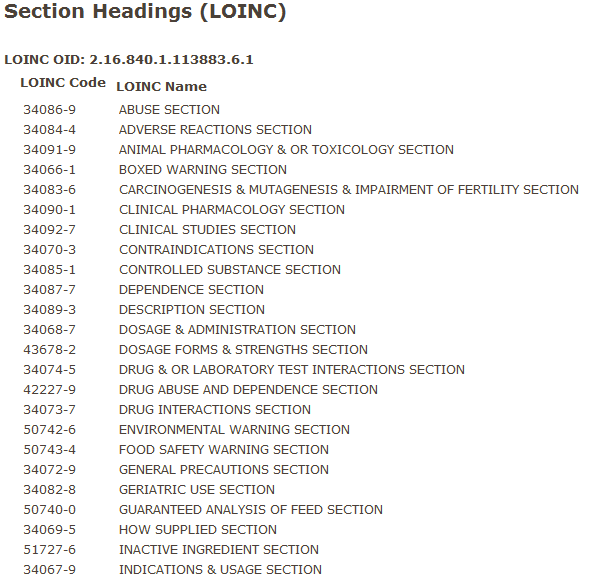 Section Headings (LOINC)
LOINC OID: 2.16.840.1.113883.6.1
LOINC Code LOINC Name
34086-9 ABUSE SECTION
34084-4 ADVERSE REACTIONS SECTION
34091-9 ANIMAL PHARMACOLOGY & OR TOXICOLOGY SECTION
34066-1 BOXED WARNING SECTION
34083-6 CARCINOGENESIS & MUTAGENESIS & IMPAIRMENT OF FERTILITY SECTION
34090-1 CLINICAL PHARMACOLOGY SECTION
34092-7 CLINICAL STUDIES SECTION
34070-3 CONTRAINDICATIONS SECTION
34085-1 CONTROLLED SUBSTANCE SECTION
34087-7 DEPENDENCE SECTION
34089-3 DESCRIPTION SECTION
34068-7 DOSAGE & ADMINISTRATION SECTION
43678-2 DOSAGE FORMS & STRENGTHS SECTION
34074-5 DRUG & OR LABORATORY TEST INTERACTIONS SECTION
42227-9 DRUG ABUSE AND DEPENDENCE SECTION
34073-7 DRUG INTERACTIONS SECTION
50742-6 ENVIRONMENTAL WARNING SECTION
50743-4 FOOD SAFETY WARNING SECTION
34072-9 GENERAL PRECAUTIONS SECTION
34082-8 GERIATRIC USE SECTION
50740-0 GUARANTEED ANALYSIS OF FEED SECTION
34069-5 HOW SUPPLIED SECTION
51727-6 INACTIVE INGREDIENT SECTION
34067-9 INDICATIONS & USAGE SECTION